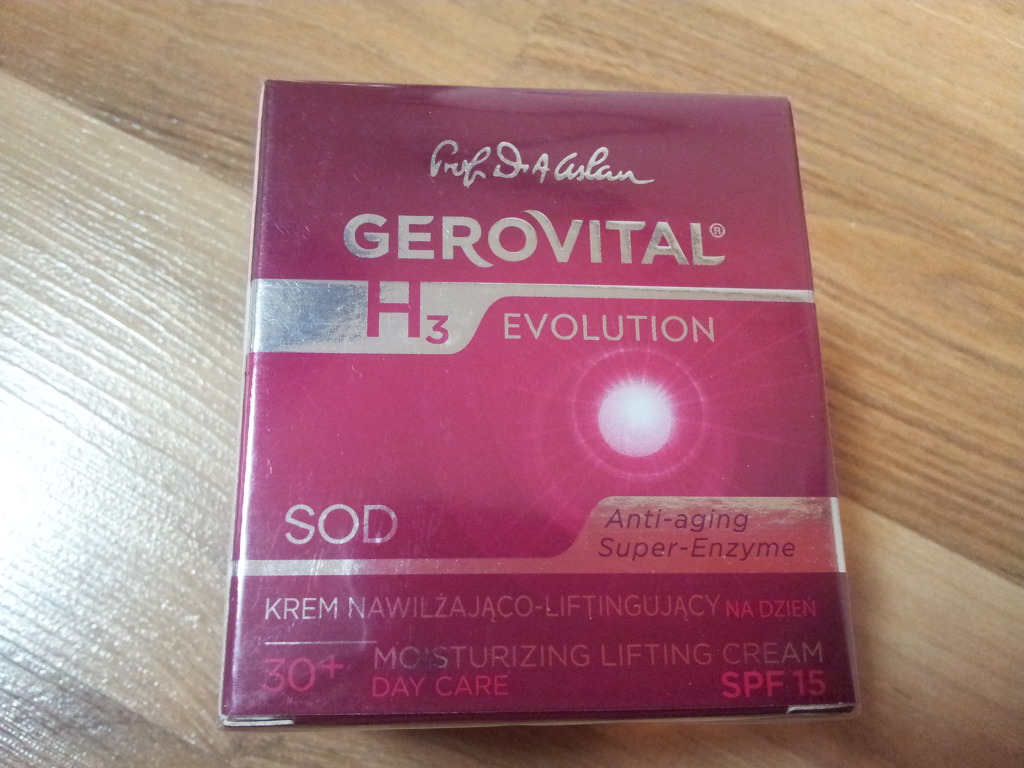 Prof. Dr A Aslan
GEROVITAL®
H3 EVOLUTION
SOD
Anti-aging
Super-Enzyme
KREM NAWILŻAJĄCO-LIFTINGUJĄCY NA DZIEŃ
30+ MOISTURIZING LIFTING CREAM
DAY CARE SPF 15